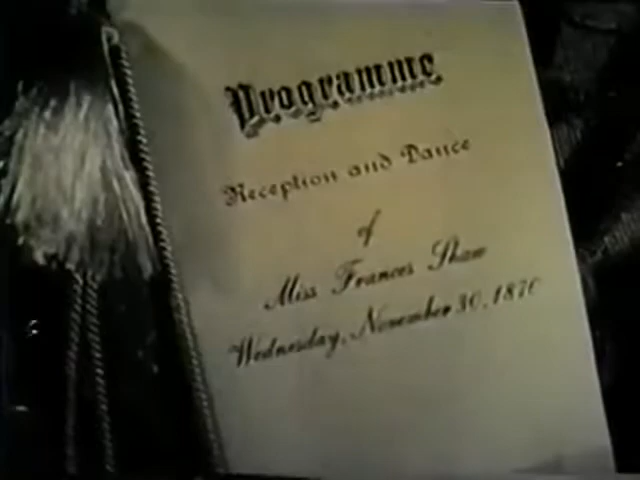 Programme
Reception and Dance
of
Miss Frances Shaw
Wednesday, November 30, 1870